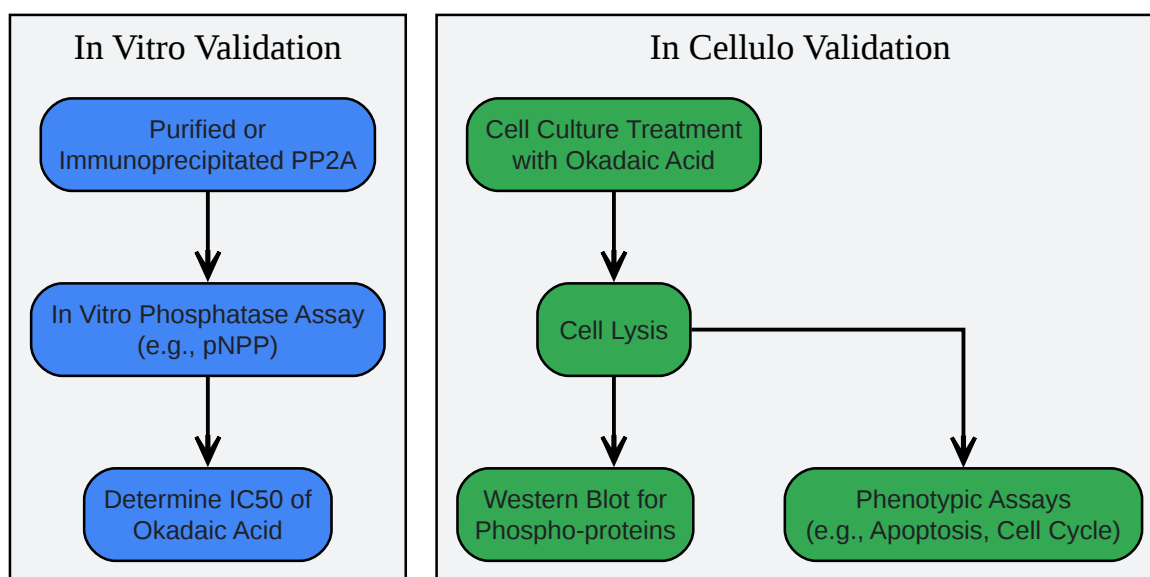 In Vitro Validation
Purified or
Immunoprecipitated PP2A
In Vitro Phosphatase Assay
(e.g., pNPP)
Determine IC50 of
Okadaic Acid
In Cellulo Validation
Cell Culture Treatment
with Okadaic Acid
Cell Lysis
Western Blot for
Phospho-proteins
Phenotypic Assays
(e.g., Apoptosis, Cell Cycle)